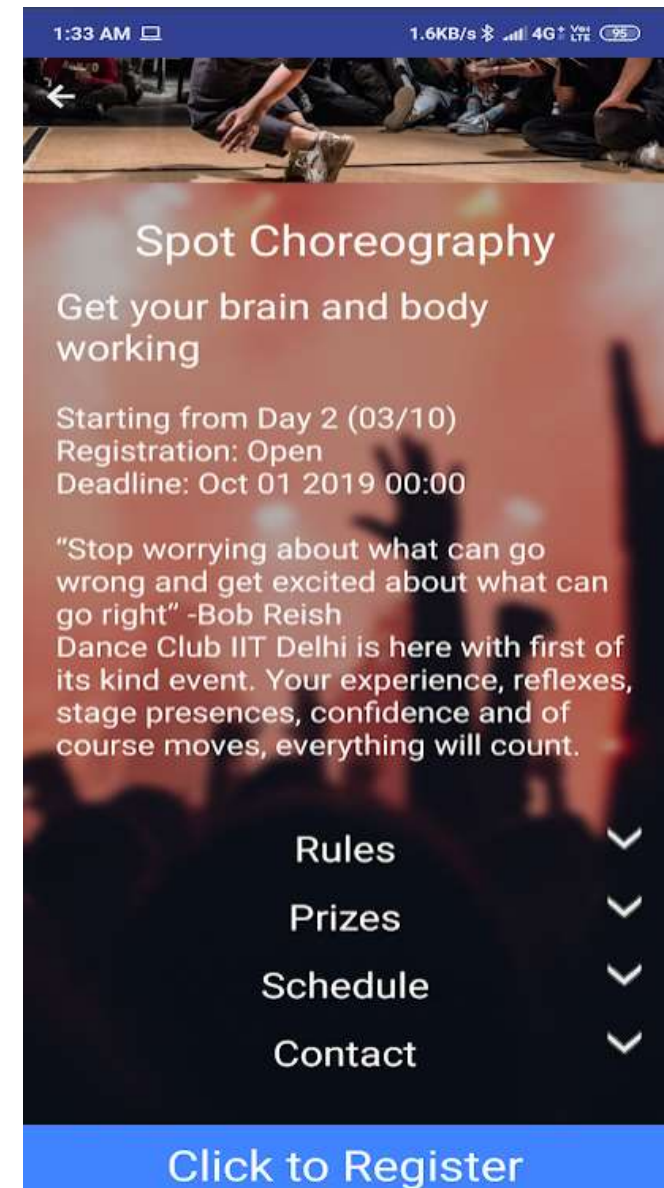 1:33 AM
1.6KB/s 4G+ Vo LTE 95
Spot Choreography
Get your brain and body
working
Starting from Day 2 (03/10)
Registration: Open
Deadline: Oct 01 2019 00:00
“Stop worrying about what can go
wrong and get excited about what can
go right” -Bob Reish
Dance Club IIT Delhi is here with first of
its kind event. Your experience, reflexes,
stage presences, confidence and of
course moves, everything will count.
Rules
Prizes
Schedule
Contact
Click to Register